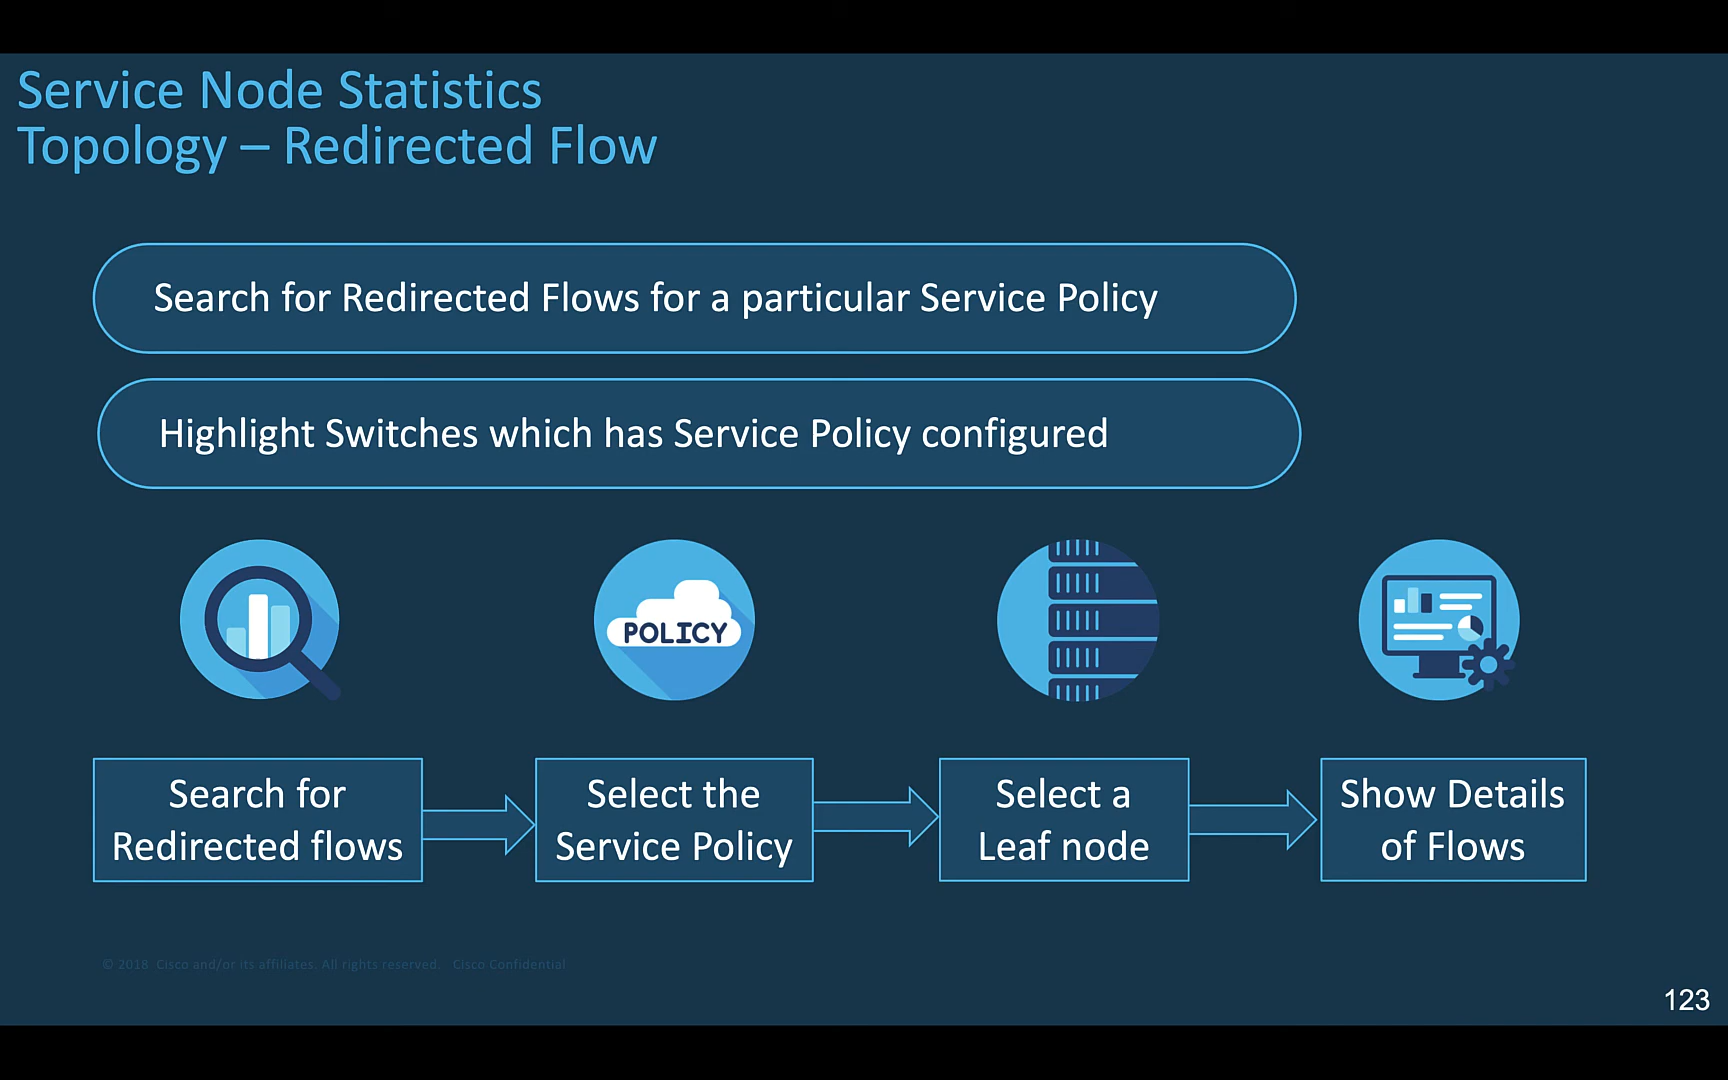 Service Node Statistics
Topology – Redirected Flow
Search for Redirected Flows for a particular Service Policy
Highlight Switches which has Service Policy configured
POLICY
Search for
Redirected flows
Select the
Service Policy
Select a
Leaf node
Show Details
of Flows
© 2018 Cisco and/or its affiliates. All rights reserved. Cisco Confidential
123